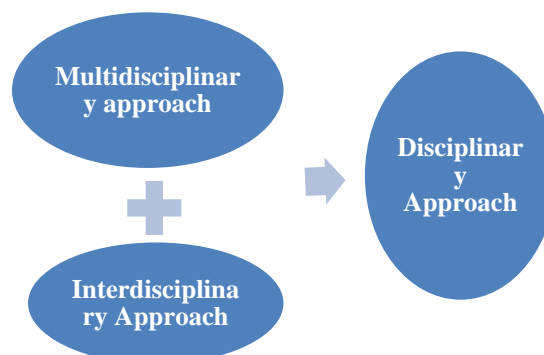 Multidisciplinar
y approach
Interdisciplina
ry Approach
Disciplinar
y
Approach